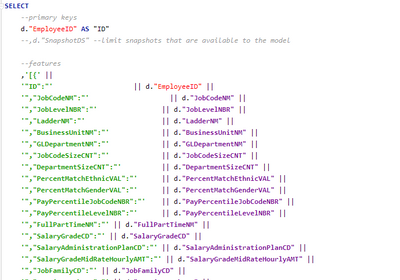 SELECT
--primary keys
d."EmployeeID" AS "ID"
--,d."SnapshotDS" --limit snapshots that are available to the model
--features
,'[{' ||
'"ID":"' || d."EmployeeID" ||
'","JobCodeNM":"' || d."JobCodeNM" ||
'","JobLevelNBR":"' || d."JobLevelNBR" ||
'","LadderNM":"' || d."LadderNM" ||
'","BusinessUnitNM":"' || d."BusinessUnitNM" ||
'","GLDepartmentNM":"' || d."GLDepartmentNM" ||
'","JobCodeSizeCNT":"' || d."JobCodeSizeCNT" ||
'","DepartmentSizeCNT":"' || d."DepartmentSizeCNT" ||
'","PercentMatchEthnicVAL":"' || d."PercentMatchEthnicVAL" ||
'","PercentMatchGenderVAL":"' || d."PercentMatchGenderVAL" ||
'","PayPercentileJobCodeNBR":"' || d."PayPercentileJobCodeNBR" ||
'","PayPercentileLevelNBR":"' || d."PayPercentileLevelNBR" ||
'","FullPartTimeNM":"' || d."FullPartTimeNM" ||
'","SalaryGradeCD":"' || d."SalaryGradeCD" ||
'","SalaryAdministrationPlanCD":"' || d."SalaryAdministrationPlanCD" ||
'","SalaryGradeMidRateHourlyAMT":"' || d."SalaryGradeMidRateHourlyAMT" ||
'","JobFamilyCD":"' || d."JobFamilyCD" ||